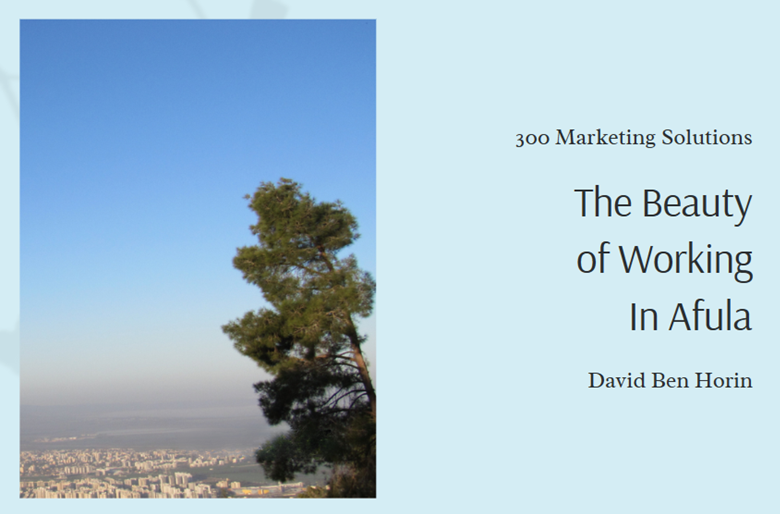 300 Marketing Solutions
The Beauty
of Working
In Afula
David Ben Horin